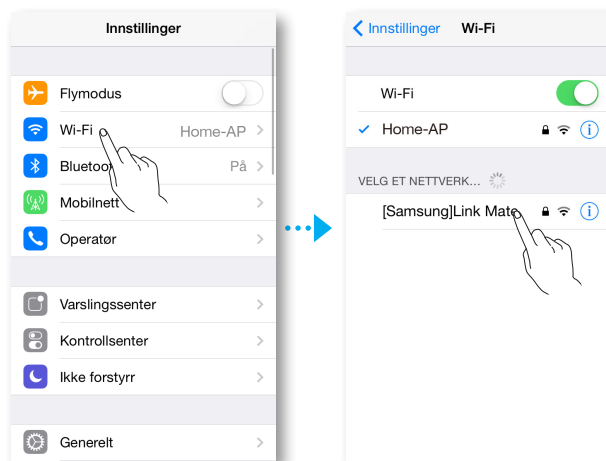 Innstillinger
Flymodus
Wi-Fi Home-AP
Bluetoo På
Mobilnett
Operatør
Varslingssenter
Kontrollsenter
Ikke forstyrr
Generelt
Innstillinger Wi-Fi
Wi-Fi
Home-AP
VELG ET NETTVERK...
[Samsung]Link Mate